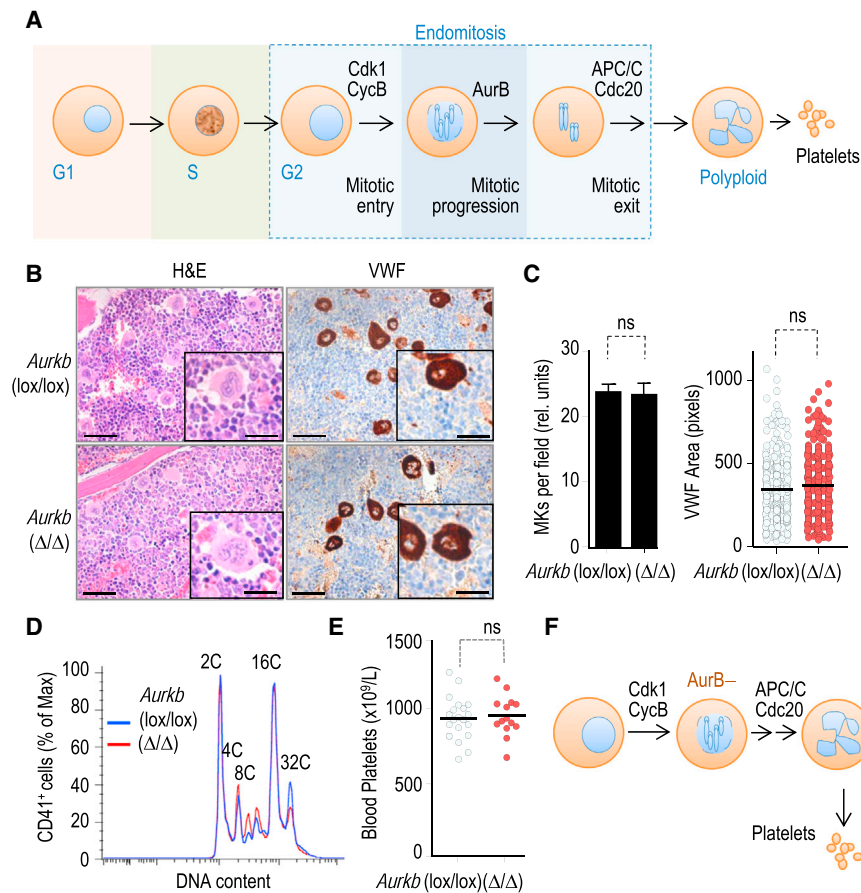 A
Endomitosis
Cdk1
CycB
AurB
APC/C
Cdc20
G1
S
G2
Mitotic
entry
Mitotic
progression
Mitotic
exit
Polyploid
Platelets
B
H&E
VWF
Aurkb
(lox/lox)
Aurkb
(Δ/Δ)
C
ns
MKs per field (rel. units)
30
20
10
0
Aurkb (lox/lox) (Δ/Δ)
ns
VWF Area (pixels)
1000
500
0
Aurkb (lox/lox) (Δ/Δ)
D
CD41+ cells (% of Max)
100
80
60
40
20
0
2C
16C
4C
8C
32C
Aurkb
(lox/lox)
(Δ/Δ)
DNA content
E
ns
Blood Platelets (x10⁹/L)
1500
1000
500
0
Aurkb (lox/lox)(Δ/Δ)
F
Cdk1
CycB
AurB–
APC/C
Cdc20
Platelets